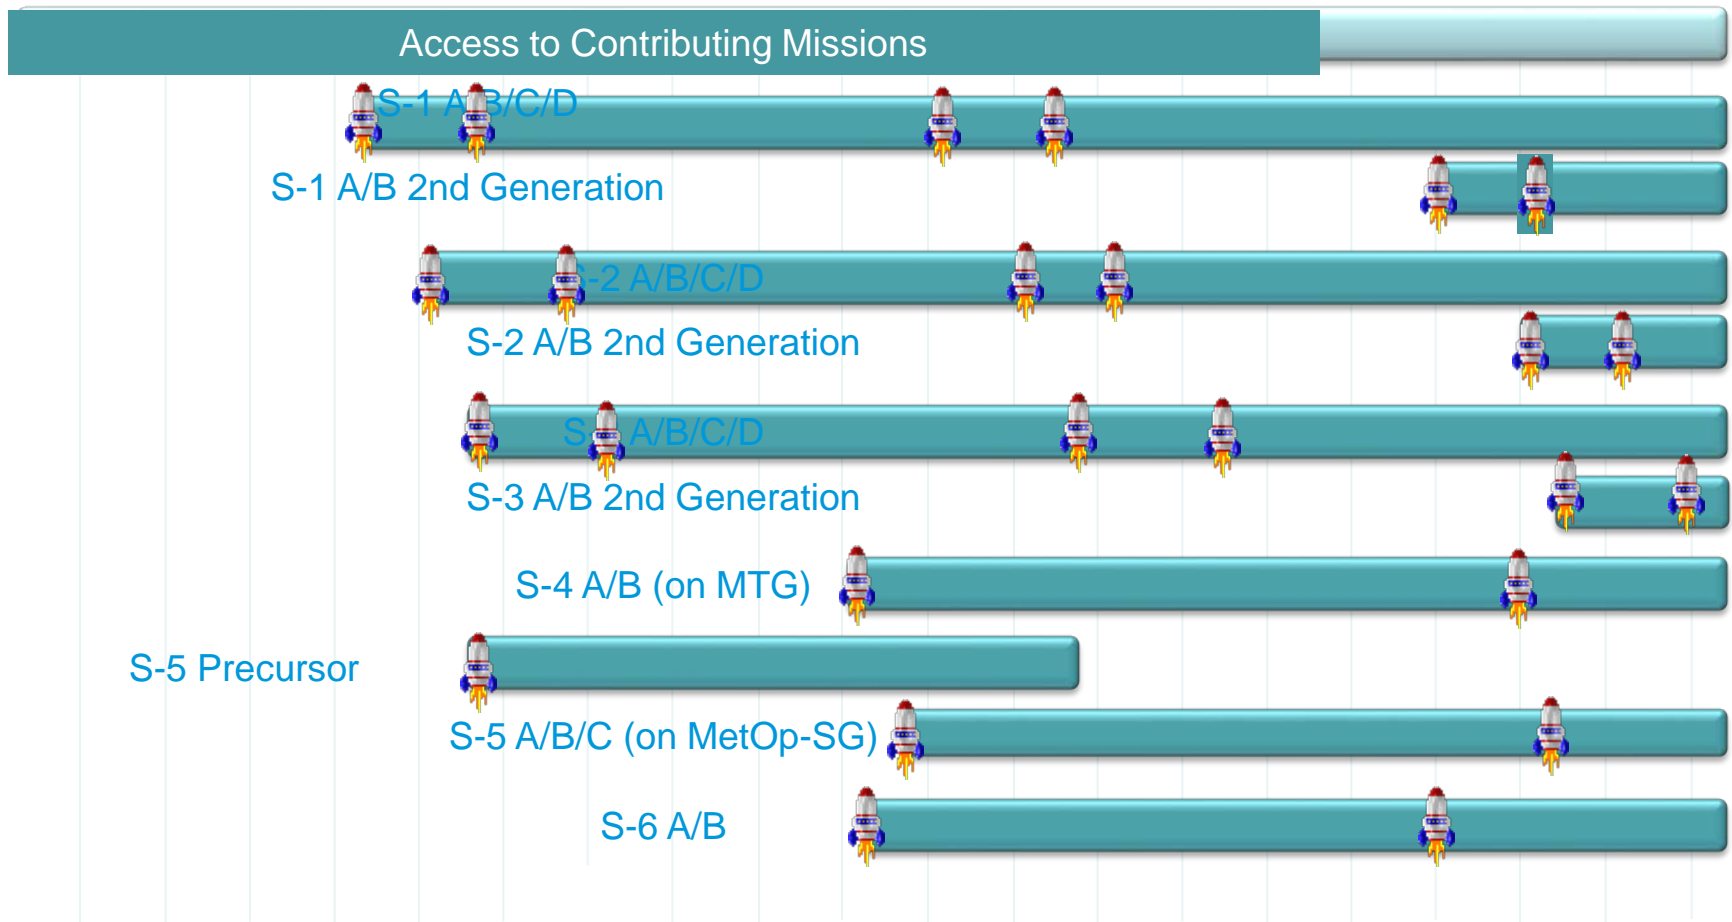 Access to Contributing Missions
S-1 A/B/C/D
S-1 A/B 2nd Generation
S-2 A/B/C/D
S-2 A/B 2nd Generation
A/B/C/D
S-3 A/B 2nd Generation
S-4 A/B (on MTG)
S-5 Precursor
S-5 A/B/C (on MetOp-SG)
S-6 A/B